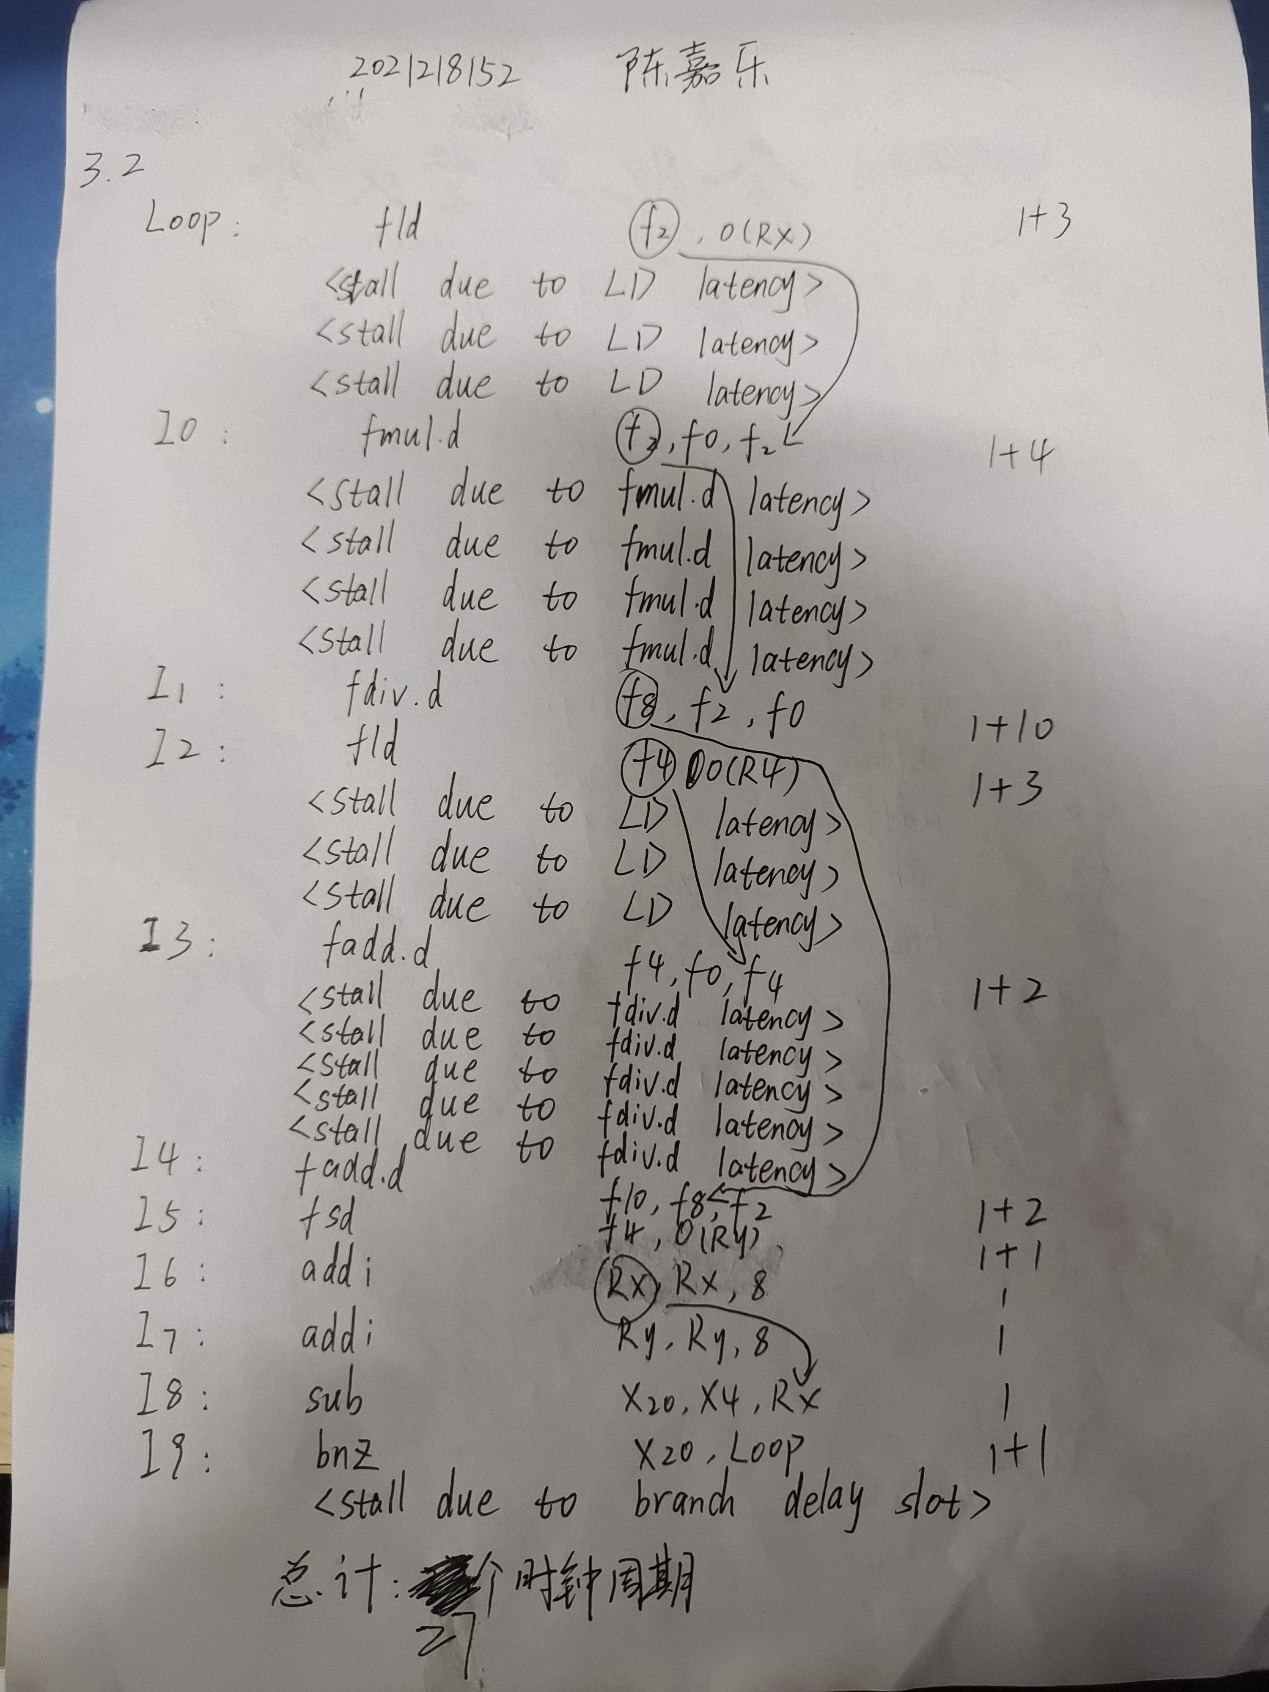 2021218152 陈嘉乐
3.2
Loop: fld f2, 0(RX) 1+3
<stall due to LD latency>
<stall due to LD latency>
<stall due to LD latency>
I0: fmul.d f2, f0, f2 1+4
<stall due to fmul.d latency>
<stall due to fmul.d latency>
<stall due to fmul.d latency>
<stall due to fmul.d latency>
I1: fdiv.d f8, f2, f0 1+10
I2: fld f4 0(R4) 1+3
<stall due to LD latency>
<stall due to LD latency>
<stall due to LD latency>
I3: fadd.d f4, f0, f4 1+2
<stall due to fdiv.d latency>
<stall due to fdiv.d latency>
<stall due to fdiv.d latency>
<stall due to fdiv.d latency>
<stall due to fdiv.d latency>
I4: fadd.d f10, f8, f2 1+2
I5: fsd f4, 0(Ry) 1+1
I6: addi Rx, Rx, 8 1
I7: addi Ry, Ry, 8 1
I8: sub X20, X4, Rx 1
I9: bnz X20, Loop 1+1
<stall due to branch delay slot>
总计: 个时钟周期
27